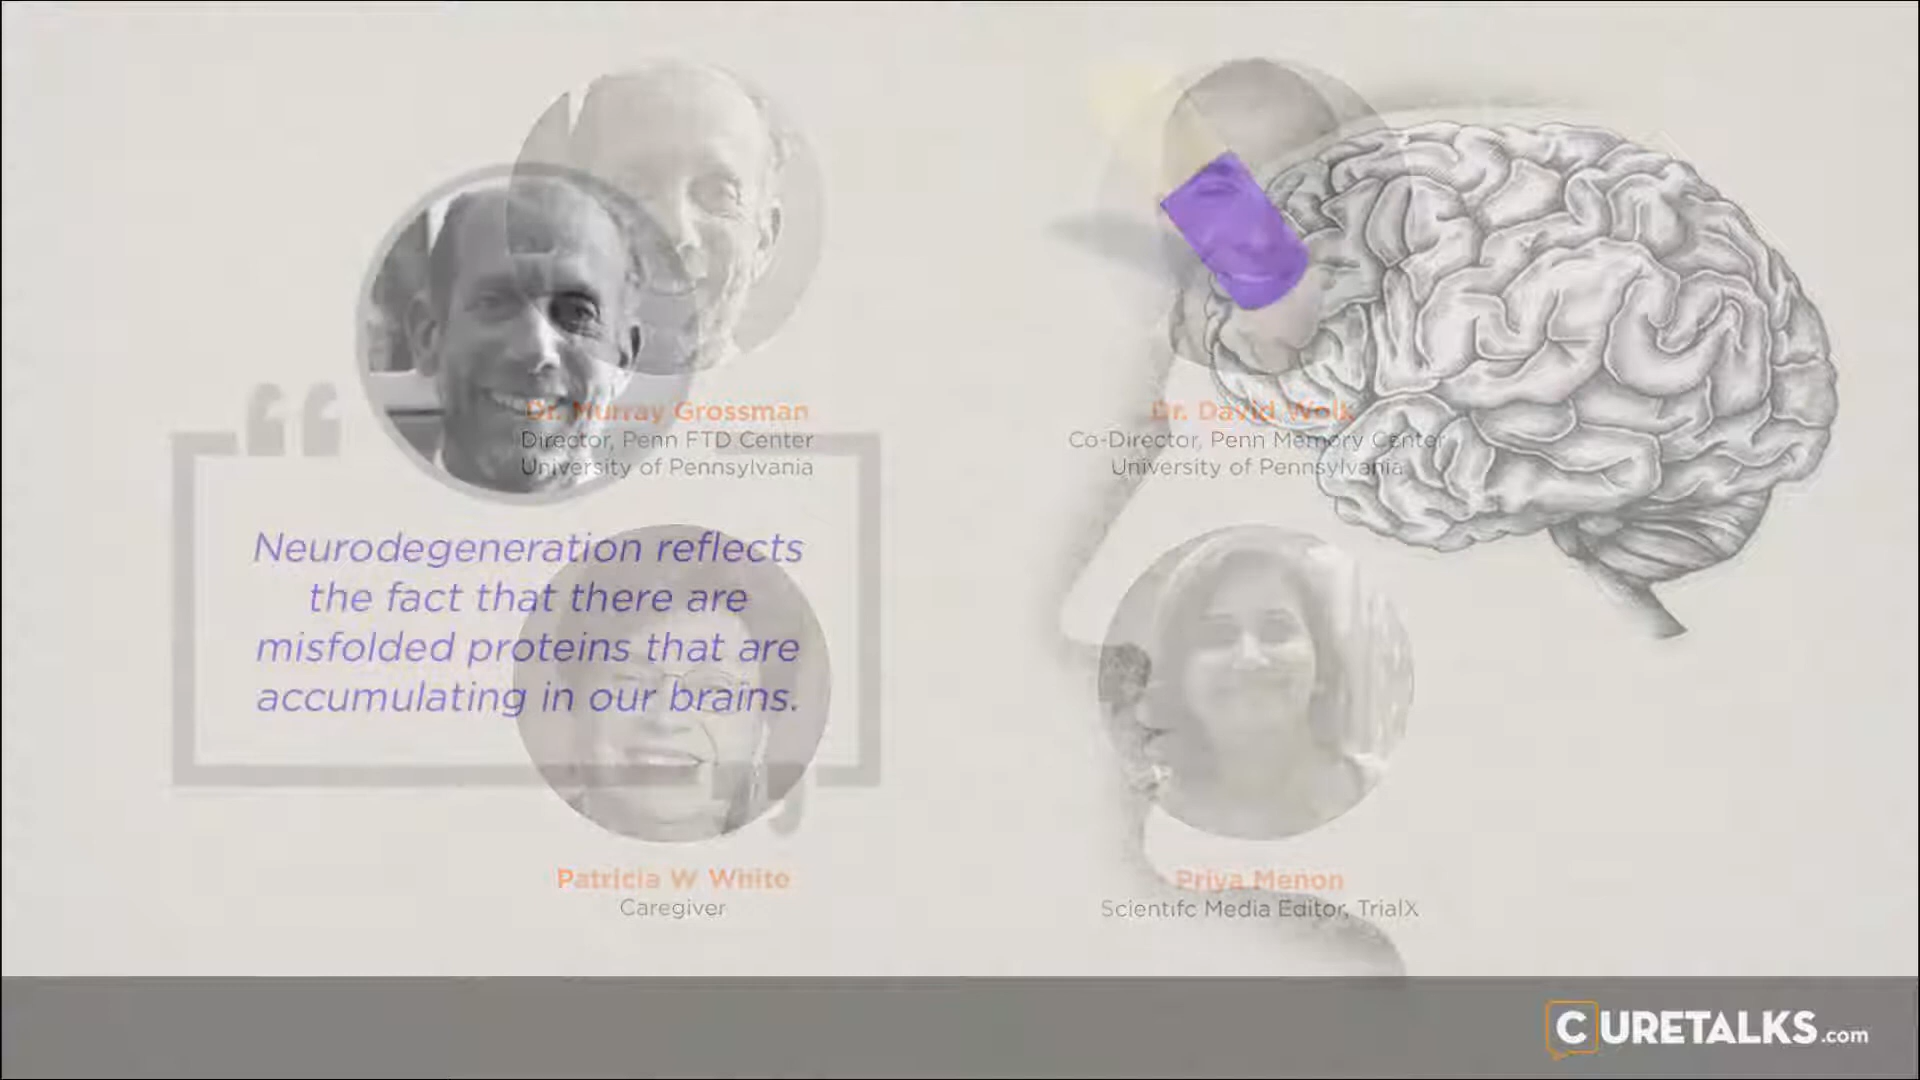 Dr. Murray Grossman
Director, Penn FTD Center
University of Pennsylvania
Dr. David Wolk
Co-Director, Penn Memory Center
University of Pennsylvania
“
Neurodegeneration reflects
the fact that there are
misfolded proteins that are
accumulating in our brains.
Patricia W White
Caregiver
Priya Menon
Scientifc Media Editor, TrialX
CURETALKS.com